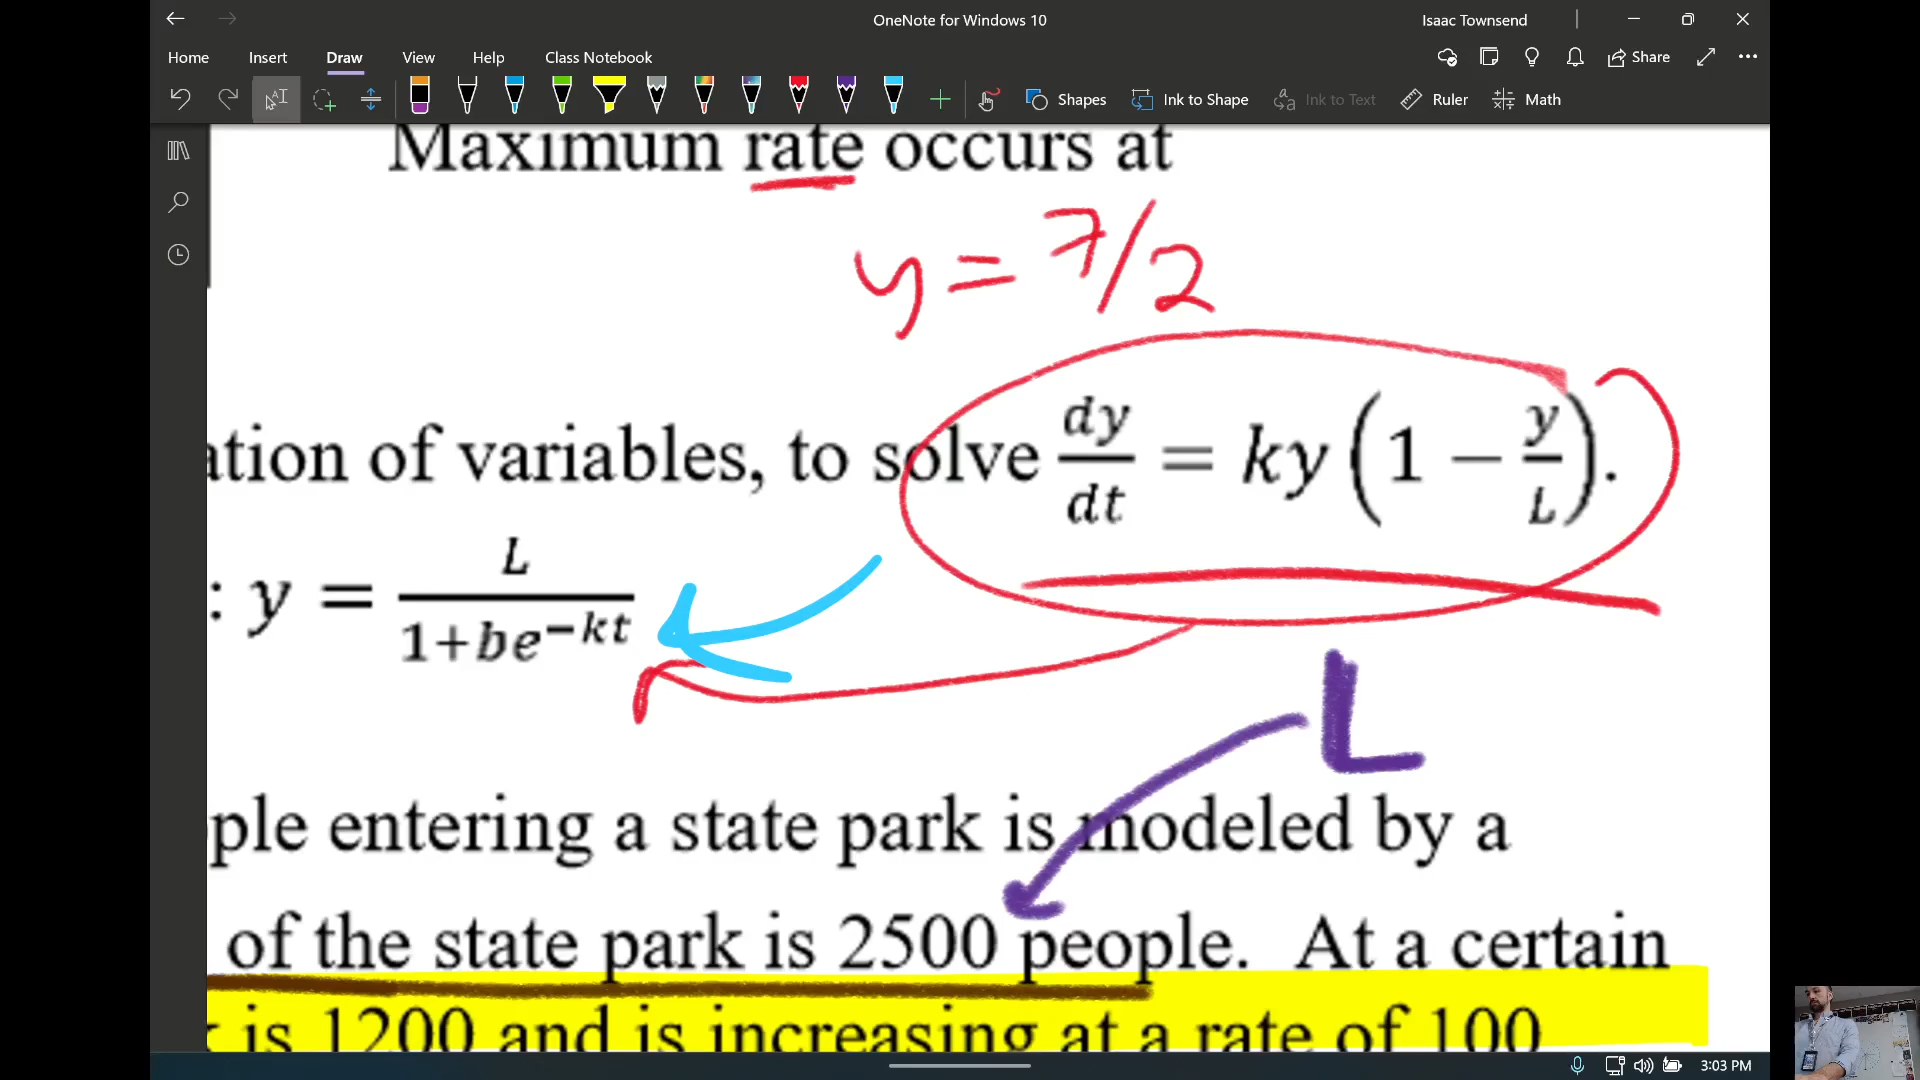 OneNote for Windows 10
Isaac Townsend
Home Insert Draw View Help Class Notebook
Share
Shapes Ink to Shape Ink to Text Ruler Math
Maximum rate occurs at
y = 7/2
ation of variables, to solve dy/dt = ky(1 − y/L).
: y = L/(1+be^−kt)
L
ple entering a state park is modeled by a
of the state park is 2500 people. At a certain
k is 1200 and is increasing at a rate of 100
3:03 PM